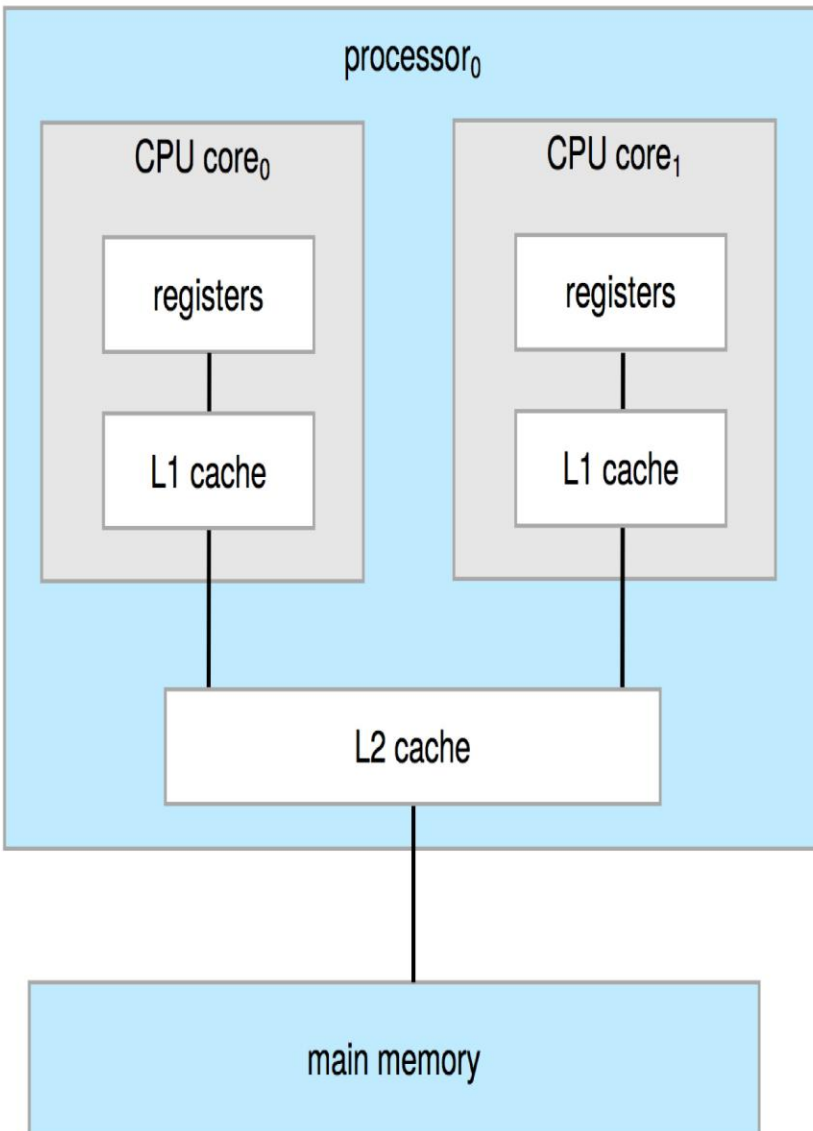 processor₀
CPU core₀
CPU core₁
registers
registers
L1 cache
L1 cache
L2 cache
main memory